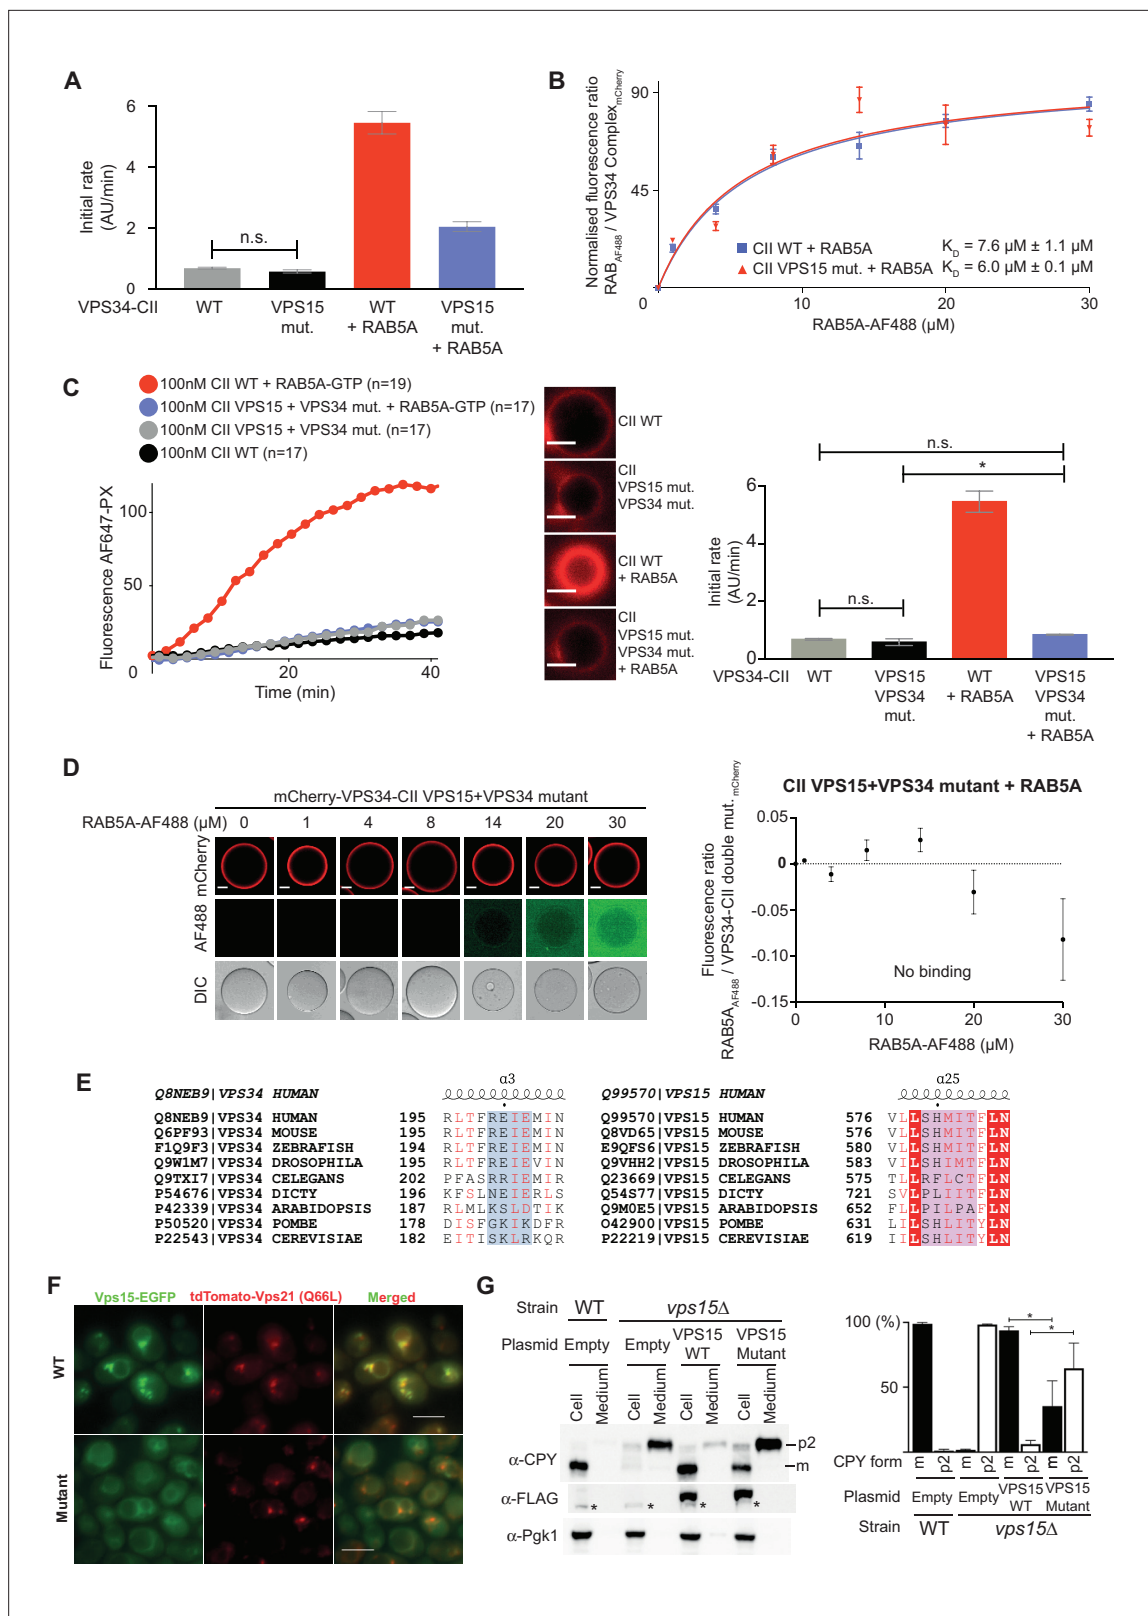 A
Initial rate
(AU/min)
6
4
2
0
n.s.
VPS34-CII
WT
VPS15
mut.
WT
+ RAB5A
VPS15
mut.
+ RAB5A
B
Normalised fluorescence ratio
RAB AF488 / VPS34 Complex mCherry
90
45
0
10
20
30
CII WT + RAB5A
CII VPS15 mut. + RAB5A
KD = 7.6 µM ± 1.1 µM
KD = 6.0 µM ± 0.1 µM
RAB5A-AF488 (µM)
C
100nM CII WT + RAB5A-GTP (n=19)
100nM CII VPS15 + VPS34 mut. + RAB5A-GTP (n=17)
100nM CII VPS15 + VPS34 mut. (n=17)
100nM CII WT (n=17)
Fluorescence AF647-PX
100
50
0
20
40
Time (min)
CII WT
CII
VPS15 mut.
VPS34 mut.
CII WT
+ RAB5A
CII
VPS15 mut.
VPS34 mut.
+ RAB5A
n.s.
*
n.s.
Initial rate
(AU/min)
6
4
2
0
VPS34-CII
WT
VPS15
VPS34
mut.
WT
+ RAB5A
VPS15
VPS34
mut.
+ RAB5A
D
mCherry-VPS34-CII VPS15+VPS34 mutant
RAB5A-AF488 (µM) 0 1 4 8 14 20 30
mCherry
AF488
DIC
CII VPS15+VPS34 mutant + RAB5A
Fluorescence ratio
RAB5A AF488 / VPS34-CII double mut. mCherry
0.05
0
-0.05
-0.10
-0.15
No binding
0 10 20 30
RAB5A-AF488 (µM)
E
Q8NEB9|VPS34 HUMAN
α3
Q8NEB9|VPS34 HUMAN 195 RLTFREIEMIN
Q6PF93|VPS34 MOUSE 195 RLTFREIEMIN
F1Q9F3|VPS34 ZEBRAFISH 194 RLTFREIEMIN
Q9W1M7|VPS34 DROSOPHILA 195 RLTFREIEVIN
Q9TXI7|VPS34 CELEGANS 202 PFASRRIEMIR
P54676|VPS34 DICTY 196 KFSLNEIERLS
P42339|VPS34 ARABIDOPSIS 187 RLMLKSLDTIK
P50520|VPS34 POMBE 178 DISFGKIKDFR
P22543|VPS34 CEREVISIAE 182 ITISKLRKQR
Q99570|VPS15 HUMAN
α25
Q99570|VPS15 HUMAN 576 VLLSHMITFLN
Q8VD65|VPS15 MOUSE 576 VLLSHMITFLN
E9QFS6|VPS15 ZEBRAFISH 580 VLLSHMITFLN
Q9VHH2|VPS15 DROSOPHILA 583 VILSHIMTFLN
Q23669|VPS15 CELEGANS 575 TLLRFLCTFLN
Q54S77|VPS15 DICTY 721 SVLPLIITFLN
Q9M0E5|VPS15 ARABIDOPSIS 652 FLLPILPAFLN
O42900|VPS15 POMBE 631 LILSHLITYLN
P22219|VPS15 CEREVISIAE 619 IILSHLITYLN
F
Vps15-EGFP
tdTomato-Vps21 (Q66L)
Merged
WT
Mutant
G
Strain WT vps15Δ
Plasmid Empty Empty VPS15 WT VPS15 Mutant
Cell Medium Cell Medium Cell Medium Cell Medium
α-CPY
p2
m
α-FLAG
* * * *
α-Pgk1
100 (%)
50
*
*
CPY form m p2 m p2 m p2 m p2
Plasmid Empty Empty VPS15 WT VPS15 Mutant
Strain WT vps15Δ